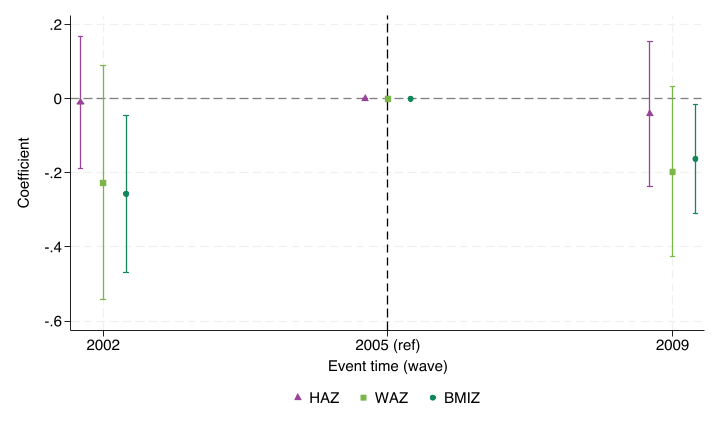 .2
0
-.2
-.4
-.6
Coefficient
2002
2005 (ref)
2009
Event time (wave)
HAZ WAZ BMIZ